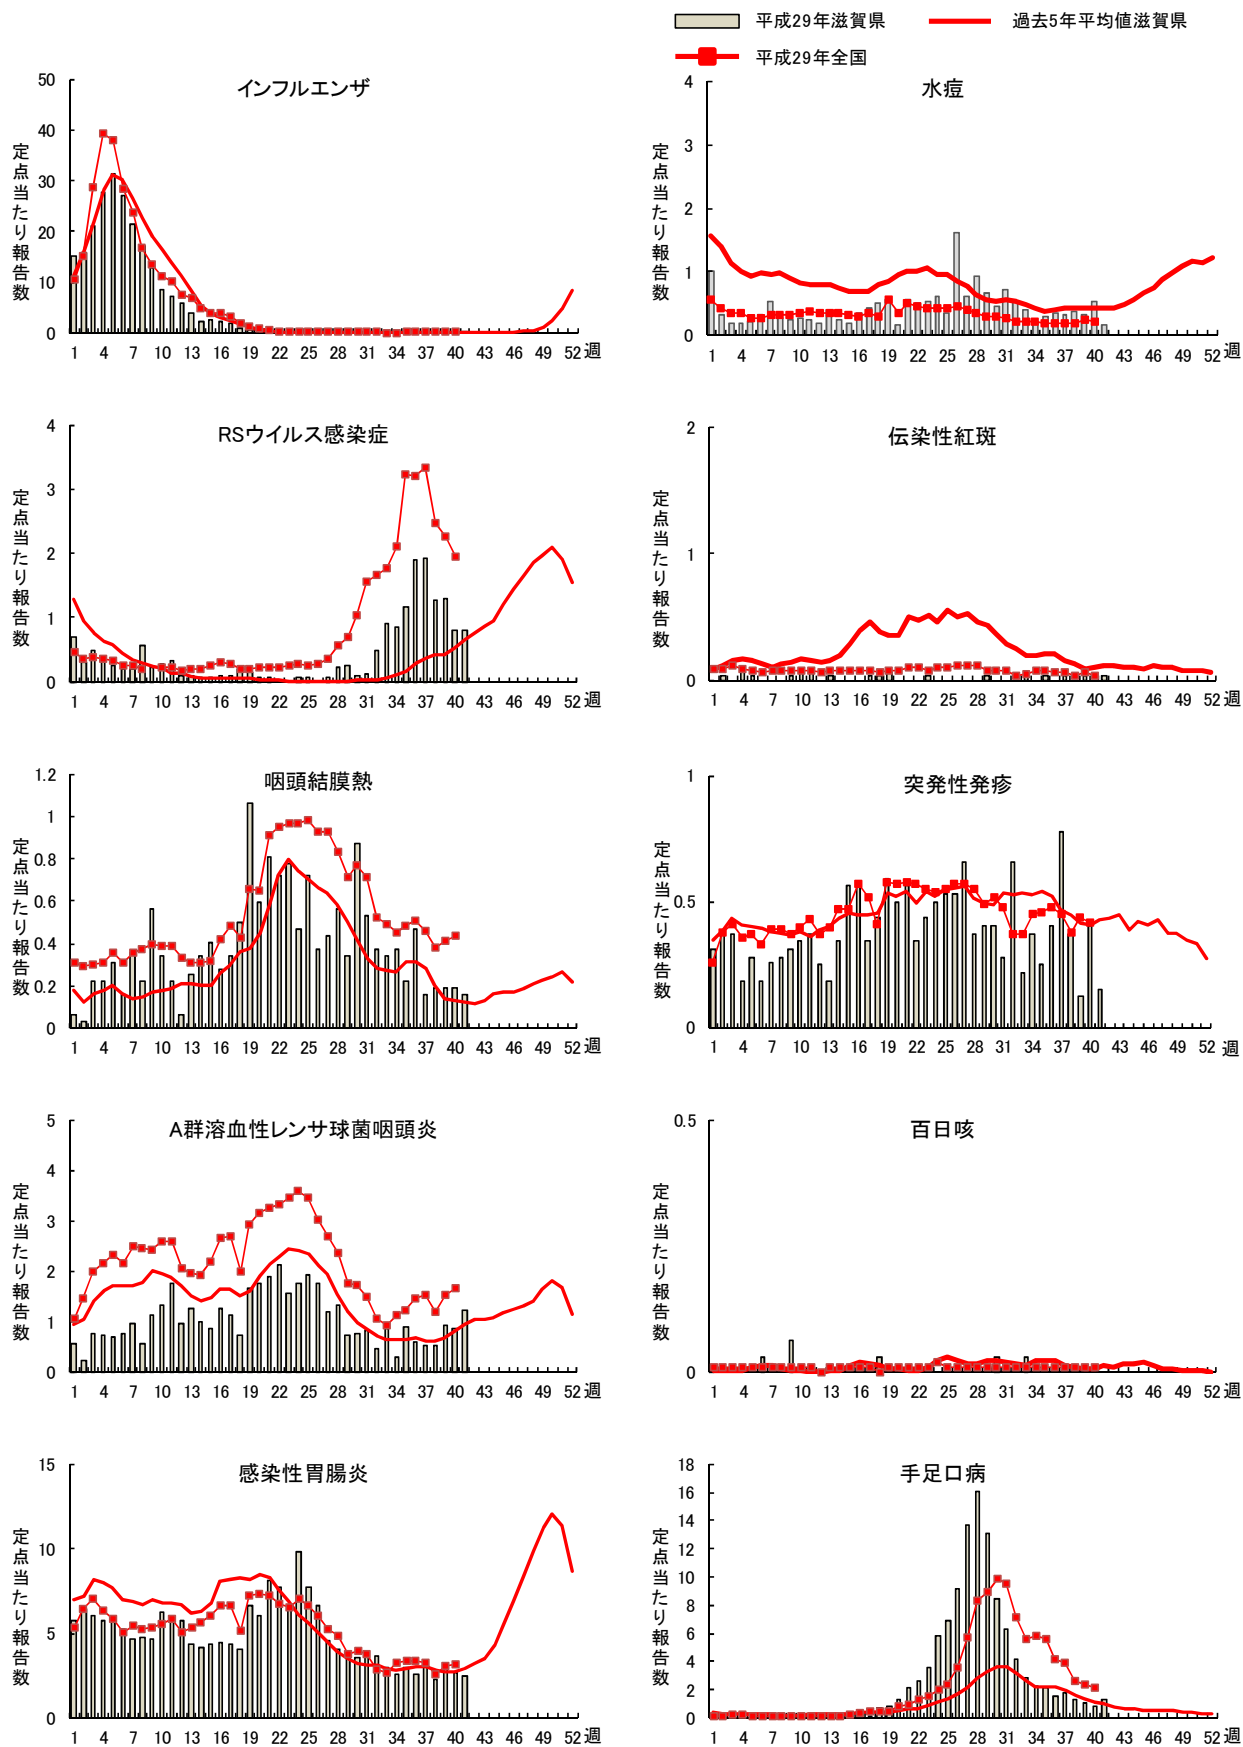 平成29年滋賀県
過去5年平均値滋賀県
平成29年全国
インフルエンザ
定点当たり報告数
50
40
30
20
10
0
1 4 7 10 13 16 19 22 25 28 31 34 37 40 43 46 49 52 週
水痘
定点当たり報告数
4
3
2
1
0
1 4 7 10 13 16 19 22 25 28 31 34 37 40 43 46 49 52 週
RSウイルス感染症
定点当たり報告数
4
3
2
1
0
1 4 7 10 13 16 19 22 25 28 31 34 37 40 43 46 49 52 週
伝染性紅斑
定点当たり報告数
2
1
0
1 4 7 10 13 16 19 22 25 28 31 34 37 40 43 46 49 52 週
咽頭結膜熱
定点当たり報告数
1.2
1
0.8
0.6
0.4
0.2
0
1 4 7 10 13 16 19 22 25 28 31 34 37 40 43 46 49 52 週
突発性発疹
定点当たり報告数
1
0.5
0
1 4 7 10 13 16 19 22 25 28 31 34 37 40 43 46 49 52 週
A群溶血性レンサ球菌咽頭炎
定点当たり報告数
5
4
3
2
1
0
1 4 7 10 13 16 19 22 25 28 31 34 37 40 43 46 49 52 週
百日咳
定点当たり報告数
0.5
0
1 4 7 10 13 16 19 22 25 28 31 34 37 40 43 46 49 52 週
感染性胃腸炎
定点当たり報告数
15
10
5
0
1 4 7 10 13 16 19 22 25 28 31 34 37 40 43 46 49 52 週
手足口病
定点当たり報告数
18
16
14
12
10
8
6
4
2
0
1 4 7 10 13 16 19 22 25 28 31 34 37 40 43 46 49 52 週